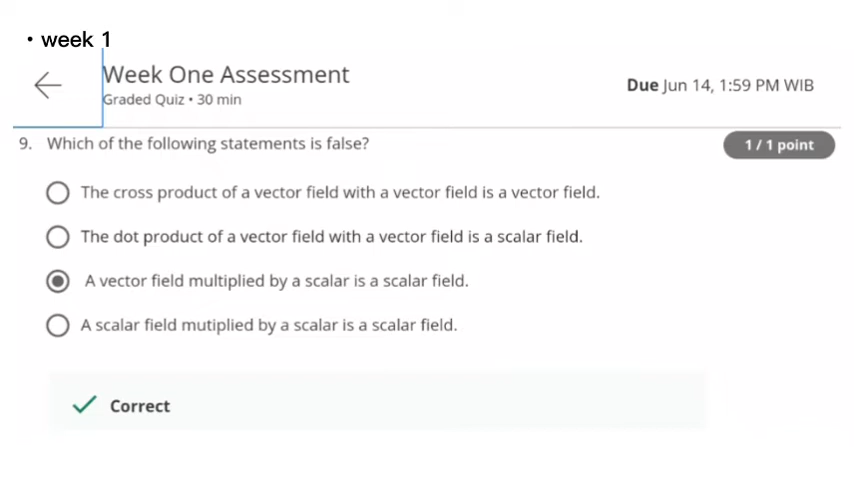 • week 1
Week One Assessment
Graded Quiz • 30 min
Due Jun 14, 1:59 PM WIB
9. Which of the following statements is false?
1 / 1 point
The cross product of a vector field with a vector field is a vector field.
The dot product of a vector field with a vector field is a scalar field.
A vector field multiplied by a scalar is a scalar field.
A scalar field mutiplied by a scalar is a scalar field.
Correct